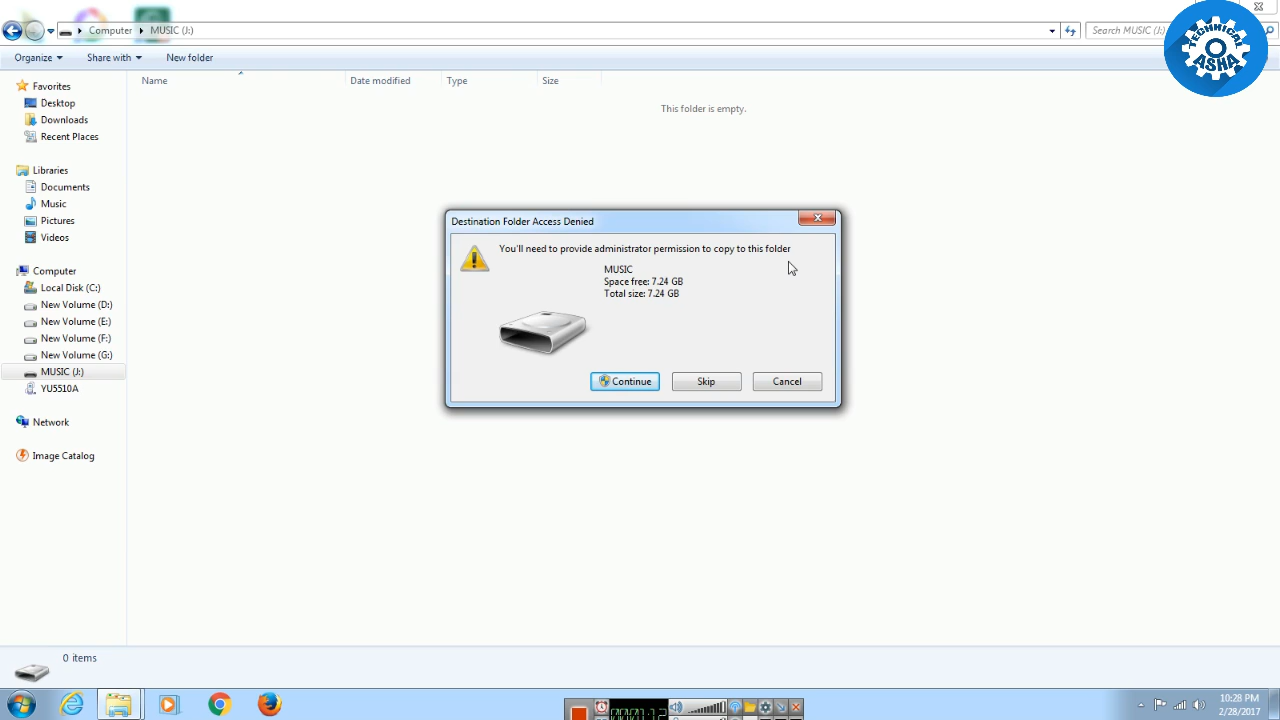 Computer
MUSIC (J:)
Search MUSIC (J:)
TECHNICAL
ASHA
Organize
Share with
New folder
Name
Date modified
Type
Size
This folder is empty.
Favorites
Desktop
Downloads
Recent Places
Libraries
Documents
Music
Pictures
Videos
Computer
Local Disk (C:)
New Volume (D:)
New Volume (E:)
New Volume (F:)
New Volume (G:)
MUSIC (J:)
YU5510A
Network
Image Catalog
Destination Folder Access Denied
You'll need to provide administrator permission to copy to this folder
MUSIC
Space free: 7.24 GB
Total size: 7.24 GB
Continue
Skip
Cancel
0 items
10:28 PM
2/28/2017